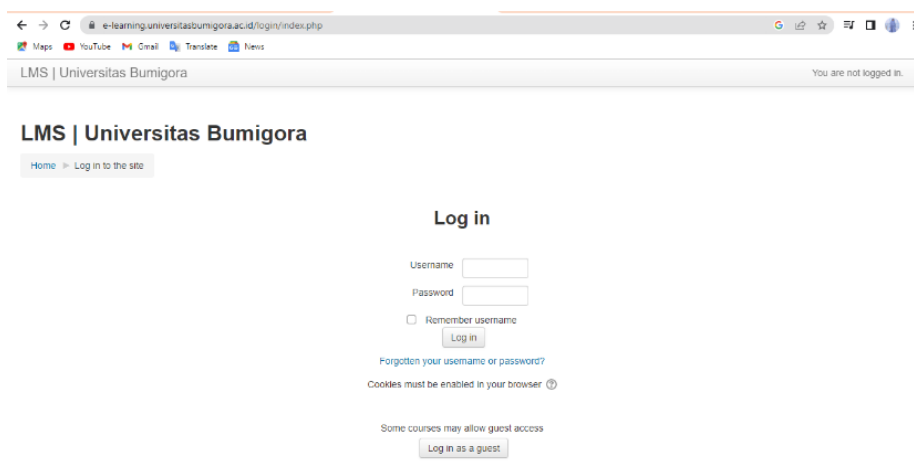 e-learning.universitasbumigora.ac.id/login/index.php
Maps YouTube Gmail Translate News
LMS | Universitas Bumigora You are not logged in.
LMS | Universitas Bumigora
Home Log in to the site
Log in
Username
Password
Remember username
Log in
Forgotten your username or password?
Cookies must be enabled in your browser
Some courses may allow guest access
Log in as a guest